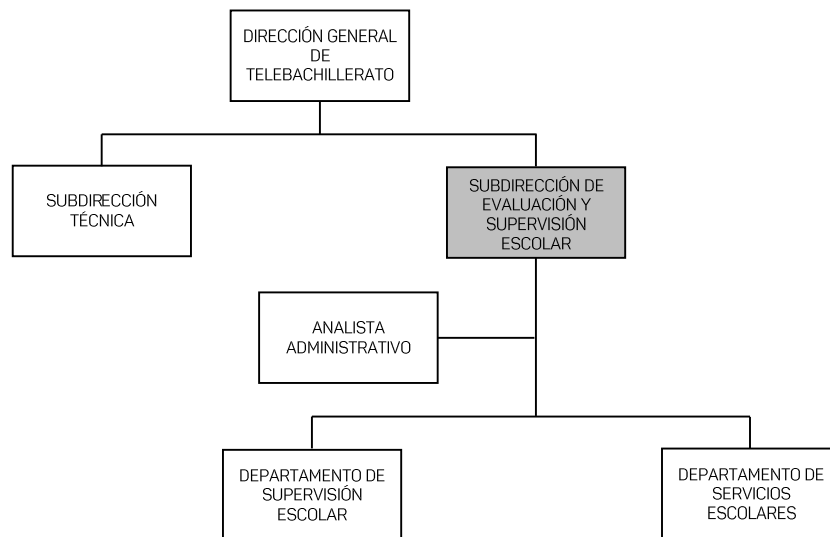 DIRECCIÓN GENERAL
DE
TELEBACHILLERATO
SUBDIRECCIÓN
TÉCNICA
SUBDIRECCIÓN DE
EVALUACIÓN Y
SUPERVISIÓN
ESCOLAR
ANALISTA
ADMINISTRATIVO
DEPARTAMENTO DE
SUPERVISIÓN
ESCOLAR
DEPARTAMENTO DE
SERVICIOS
ESCOLARES